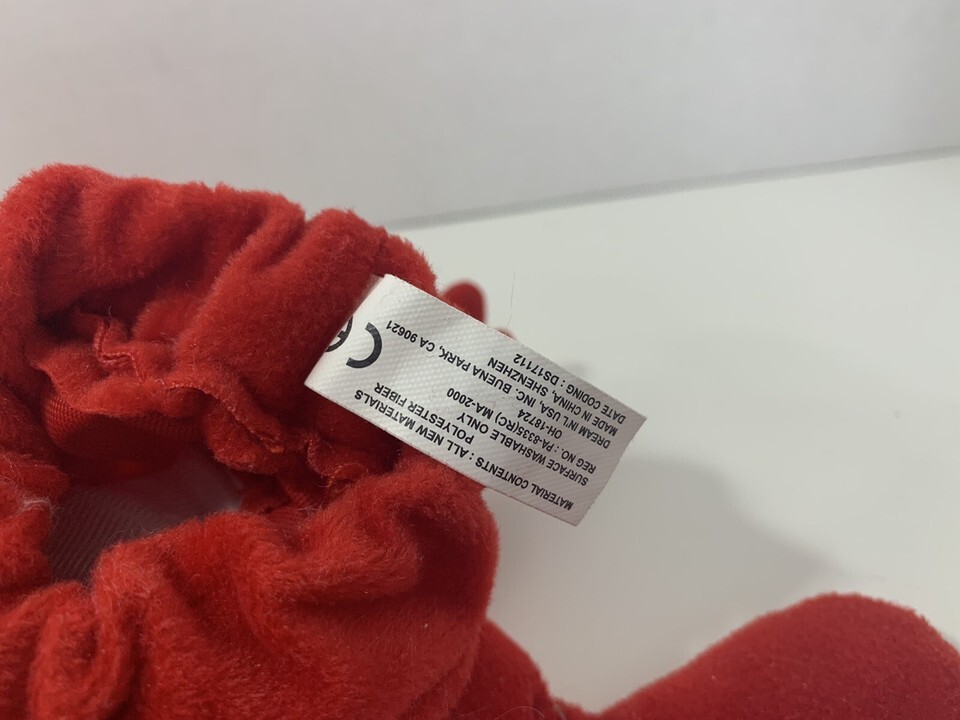 MATERIAL CONTENTS : ALL NEW MATERIALS
POLYESTER FIBER
SURFACE WASHABLE ONLY
REG NO. : PA-8335(RC) MA-2000
OH-18724
DREAM INT'L USA, INC. BUENA PARK, CA 90621
MADE IN CHINA, SHENZHEN
DATE CODING : DS177112
CE